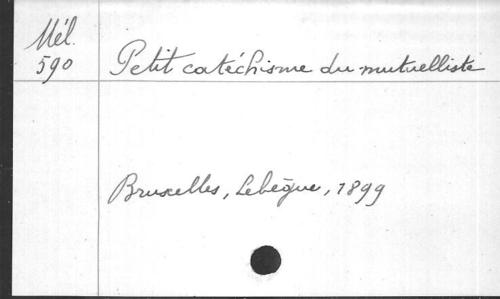 Mél.
590
Petit catéchisme du mutuelliste
Bruxelles, Lebègue, 1899